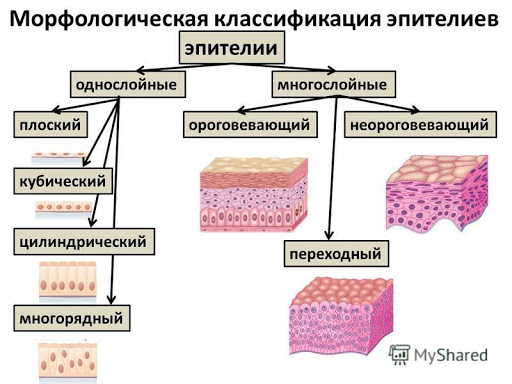 Морфологическая классификация эпителиев
эпителии
однослойные
многослойные
плоский
ороговевающий
неороговевающий
кубический
цилиндрический
переходный
многорядный
MyShared